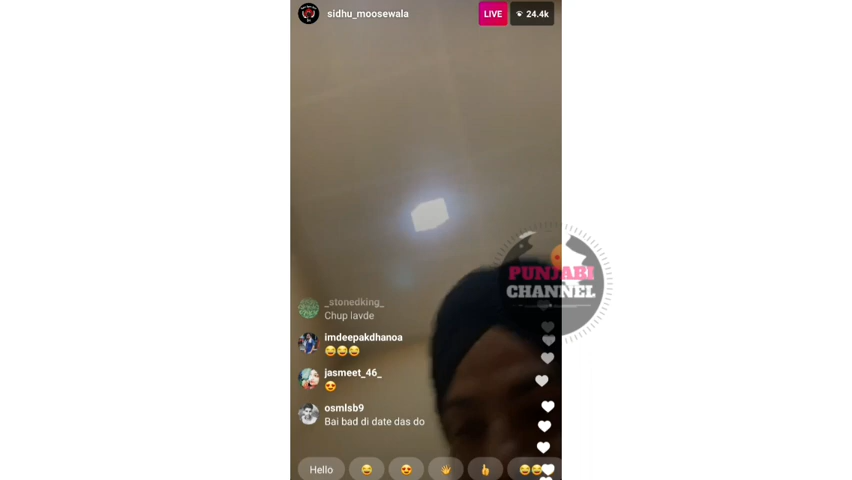 sidhu_moosewala
LIVE
24.4k
PUNJABI
CHANNEL
_stonedking_
Chup lavde
imdeepakdhanoa
😂😂😂
jasmeet_46_
😍
osmlsb9
Bai bad di date das do
Hello 😂 😍 👋 👍 😂😂